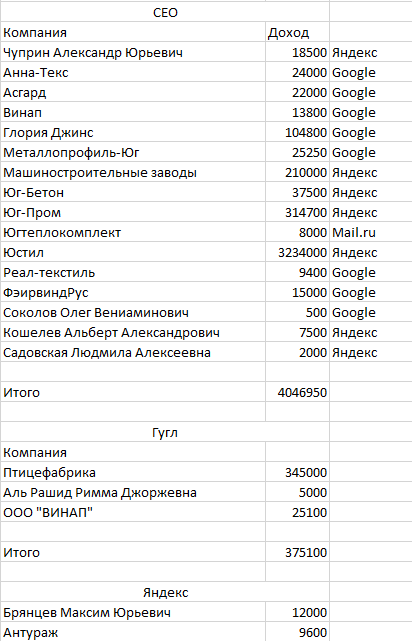 СЕО
Компания Доход
Чуприн Александр Юрьевич 18500 Яндекс
Анна-Текс 24000 Google
Асгард 22000 Google
Винап 13800 Google
Глория Джинс 104800 Google
Металлопрофиль-Юг 25250 Google
Машиностроительные заводы 210000 Яндекс
Юг-Бетон 37500 Яндекс
Юг-Пром 314700 Яндекс
Югтеплокомплект 8000 Mail.ru
Юстил 3234000 Яндекс
Реал-текстиль 9400 Google
ФэирвиндРус 15000 Google
Соколов Олег Вениаминович 500 Google
Кошелев Альберт Александрович 7500 Яндекс
Садовская Людмила Алексеевна 2000 Яндекс
Итого 4046950
Гугл
Компания
Птицефабрика 345000
Аль Рашид Римма Джоржевна 5000
ООО "ВИНАП" 25100
Итого 375100
Яндекс
Брянцев Максим Юрьевич 12000
Антураж 9600